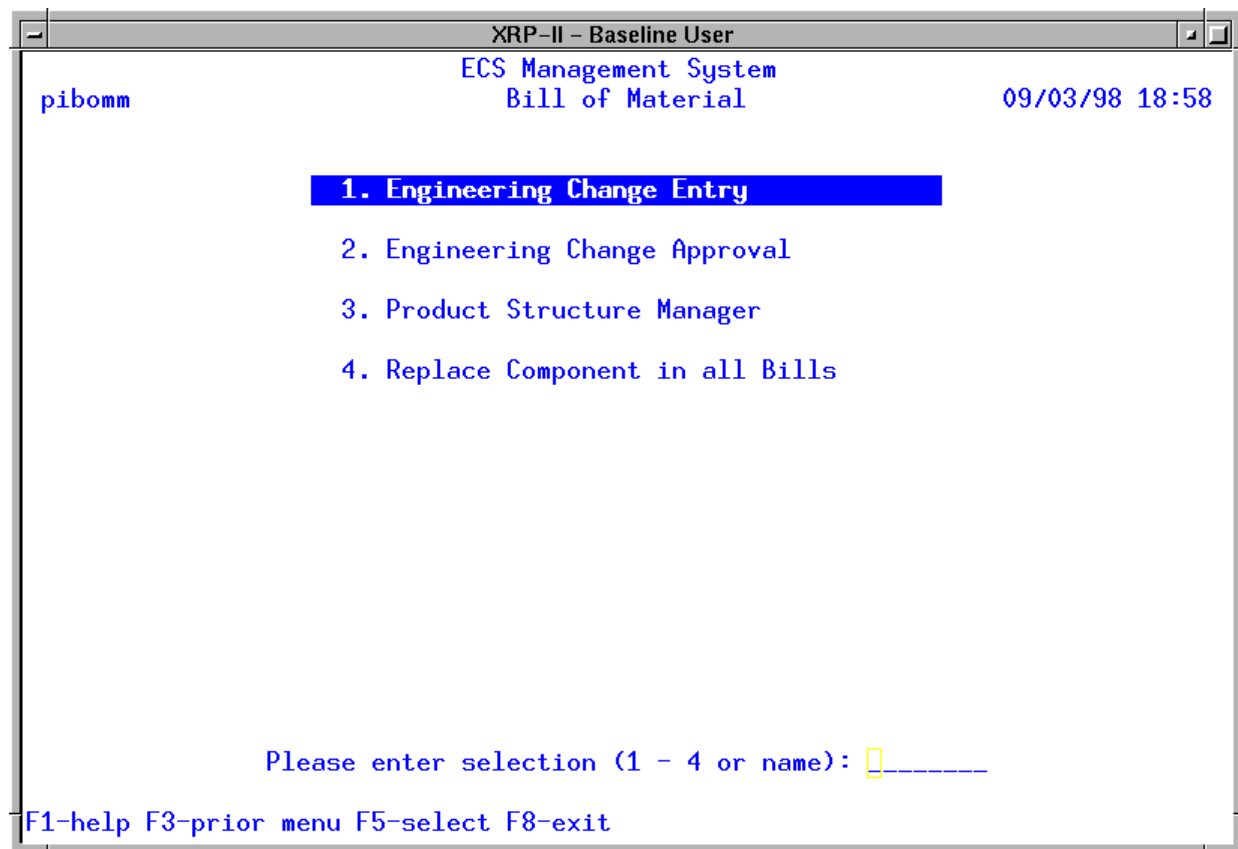 XRP-II – Baseline User
ECS Management System
pibomm Bill of Material 09/03/98 18:58
1. Engineering Change Entry
2. Engineering Change Approval
3. Product Structure Manager
4. Replace Component in all Bills
Please enter selection (1 - 4 or name): ________
F1-help F3-prior menu F5-select F8-exit